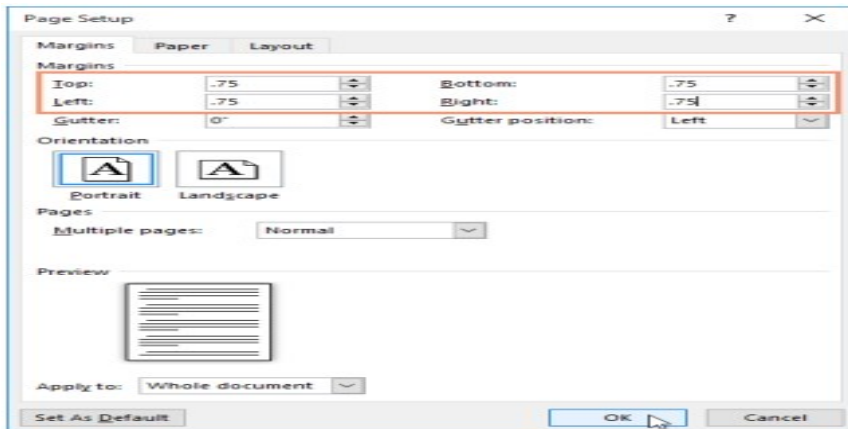 Page Setup ? ×
Margins Paper Layout
Margins
Top: .75 Bottom: .75
Left: .75 Right: .75
Gutter: 0" Gutter position: Left
Orientation
A A
Portrait Landscape
Pages
Multiple pages: Normal
Preview
Apply to: Whole document
Set As Default OK Cancel